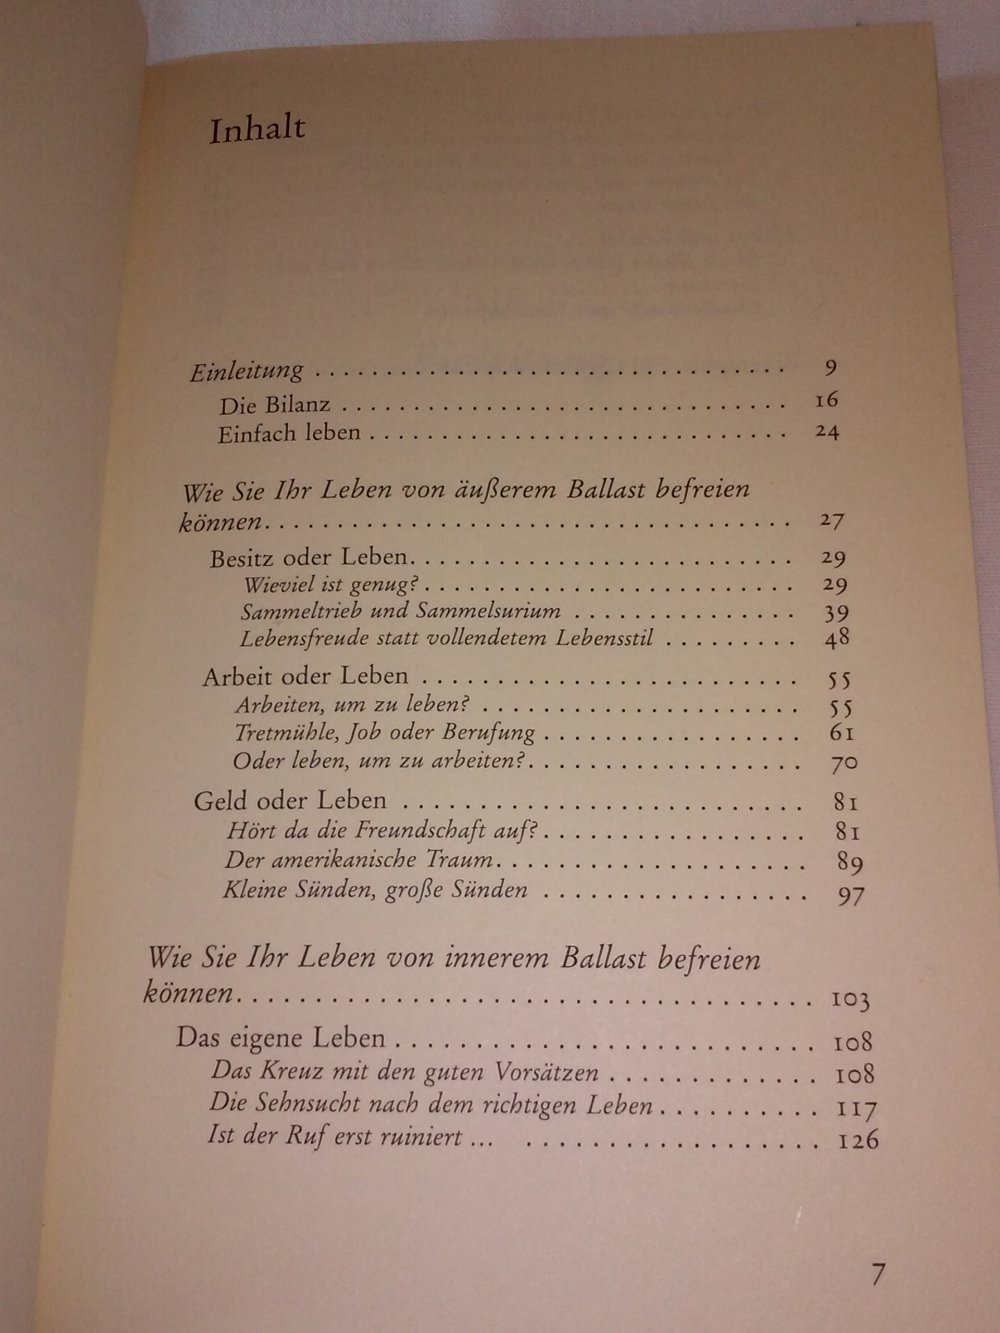 Inhalt
Einleitung . . . . . . . . . . . . . . . . . . . . . . . . . . . . . . . . . 9
Die Bilanz . . . . . . . . . . . . . . . . . . . . . . . . . . . . . . . 16
Einfach leben . . . . . . . . . . . . . . . . . . . . . . . . . . . . . 24
Wie Sie Ihr Leben von äußerem Ballast befreien
können. . . . . . . . . . . . . . . . . . . . . . . . . . . . . . . . . . . . . 27
Besitz oder Leben. . . . . . . . . . . . . . . . . . . . . . . . . . . 29
Wieviel ist genug? . . . . . . . . . . . . . . . . . . . . . . . . . . 29
Sammeltrieb und Sammelsurium . . . . . . . . . . . . . . . . 39
Lebensfreude statt vollendetem Lebensstil . . . . . . . . . 48
Arbeit oder Leben . . . . . . . . . . . . . . . . . . . . . . . . . . . 55
Arbeiten, um zu leben? . . . . . . . . . . . . . . . . . . . . . . 55
Tretmühle, Job oder Berufung . . . . . . . . . . . . . . . . . . 61
Oder leben, um zu arbeiten? . . . . . . . . . . . . . . . . . . . 70
Geld oder Leben . . . . . . . . . . . . . . . . . . . . . . . . . . . . 81
Hört da die Freundschaft auf? . . . . . . . . . . . . . . . . . . 81
Der amerikanische Traum. . . . . . . . . . . . . . . . . . . . . . 89
Kleine Sünden, große Sünden . . . . . . . . . . . . . . . . . . . 97
Wie Sie Ihr Leben von innerem Ballast befreien
können. . . . . . . . . . . . . . . . . . . . . . . . . . . . . . . . . . . . . 103
Das eigene Leben . . . . . . . . . . . . . . . . . . . . . . . . . . 108
Das Kreuz mit den guten Vorsätzen . . . . . . . . . . . . . 108
Die Sehnsucht nach dem richtigen Leben . . . . . . . . . . 117
Ist der Ruf erst ruiniert ... . . . . . . . . . . . . . . . . . . . 126
7